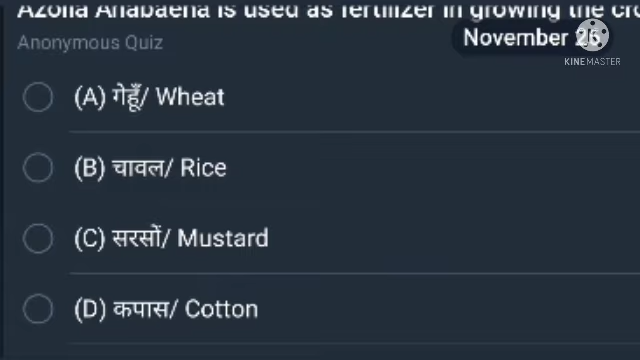 Azolla Anabaena is used as fertilizer in growing the
Anonymous Quiz
November 25
KINEMASTER
(A) गेहूँ/ Wheat
(B) चावल/ Rice
(C) सरसों/ Mustard
(D) कपास/ Cotton